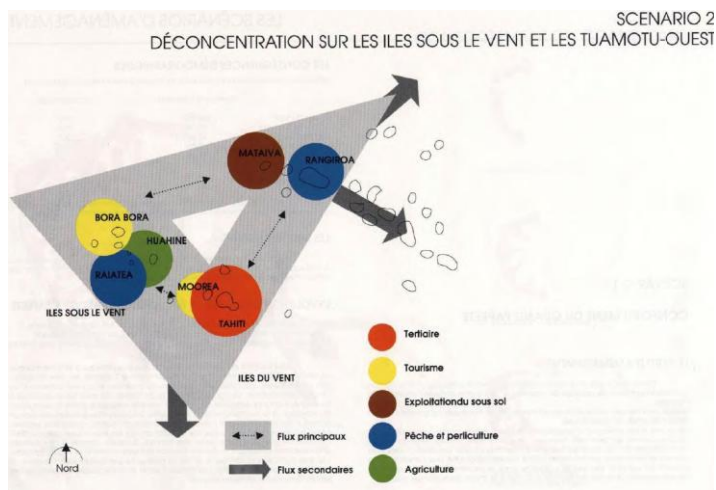 SCENARIO 2
DÉCONCENTRATION SUR LES ILES SOUS LE VENT ET LES TUAMOTU-OUEST
MATAIVA
RANGIROA
BORA BORA
HUAHINE
RAIATEA
MOOREA
ILES SOUS LE VENT
TAHITI
ILES DU VENT
Tertiaire
Tourisme
Exploitationdu sous sol
Pêche et perliculture
Agriculture
Flux principaux
Flux secondaires
Nord